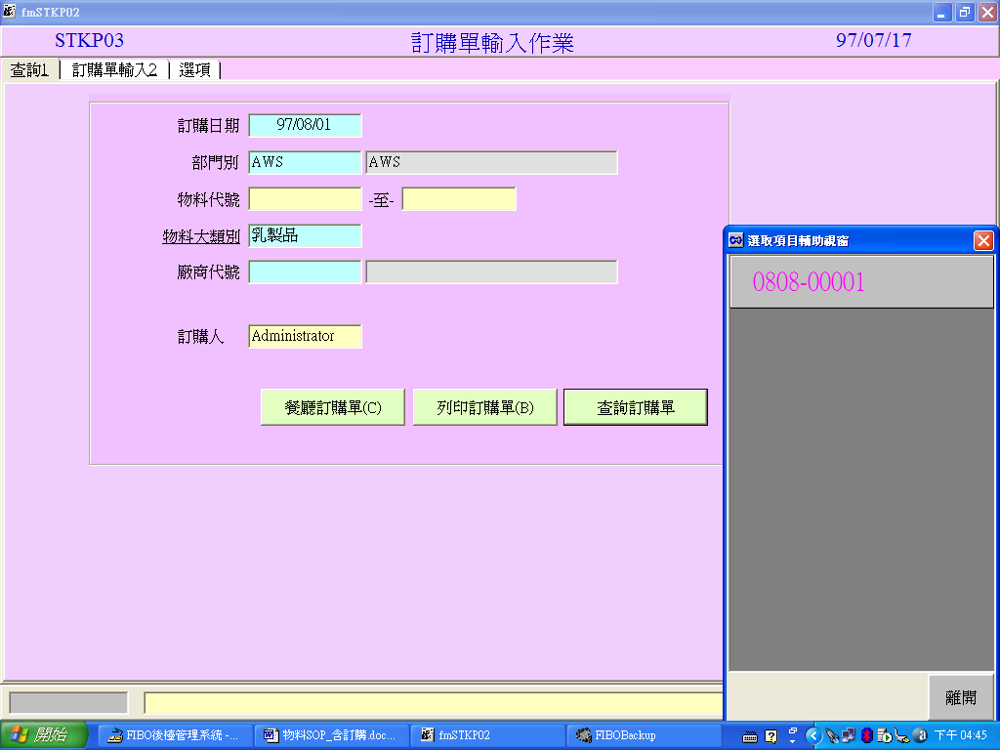 fmSTKP02
STKP03 訂購單輸入作業 97/07/17
查詢1 訂購單輸入2 選項
訂購日期 97/08/01
部門別 AWS AWS
物料代號 -至-
物料大類別 乳製品
廠商代號
訂購人 Administrator
餐廳訂購單(C) 列印訂購單(B) 查詢訂購單
選取項目輔助視窗
0808-00001
離開
開始 FIBO後檯管理系統 -... 物料SOP_含訂購.doc... fmSTKP02 FIBOBackup 下午 04:45